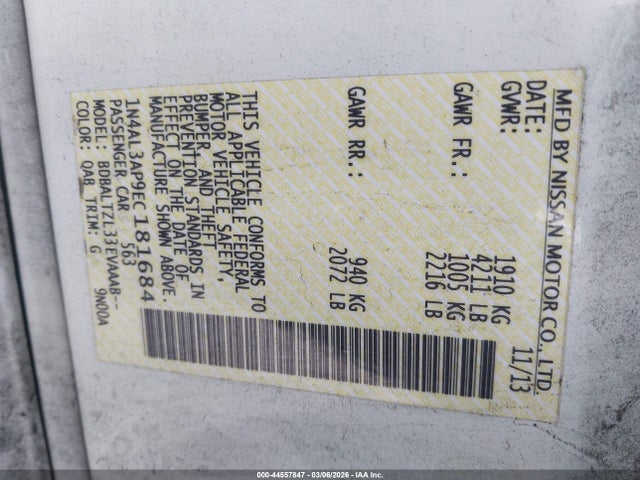 MFD BY NISSAN MOTOR CO., LTD.
DATE: 11/13
GVWR: 1910 KG
4211 LB
GAWR FR.: 1005 KG
2216 LB
GAWR RR.: 940 KG
2072 LB
THIS VEHICLE CONFORMS TO
ALL APPLICABLE FEDERAL
MOTOR VEHICLE SAFETY,
BUMPER, AND THEFT
PREVENTION STANDARDS IN
EFFECT ON THE DATE OF
MANUFACTURE SHOWN ABOVE.
1N4AL3AP9EC181684
PASSENGER CAR 563
MODEL: BDBALTZL33EVAAAB--
COLOR: QAB TRIM: G 9N00A
000-44557847 | 03/06/2026 | IAA Inc.